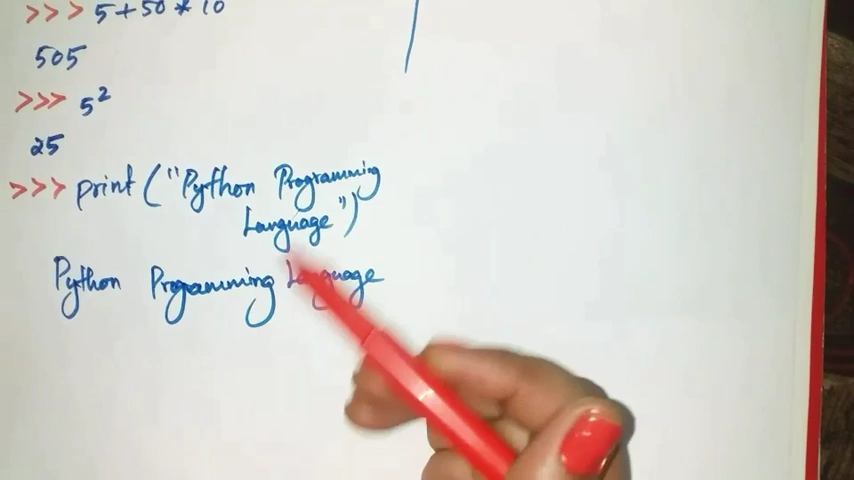 >>> 5+50*10
505
>>> 5²
25
>>> print ("Python Programming
Language")
Python Programming Language